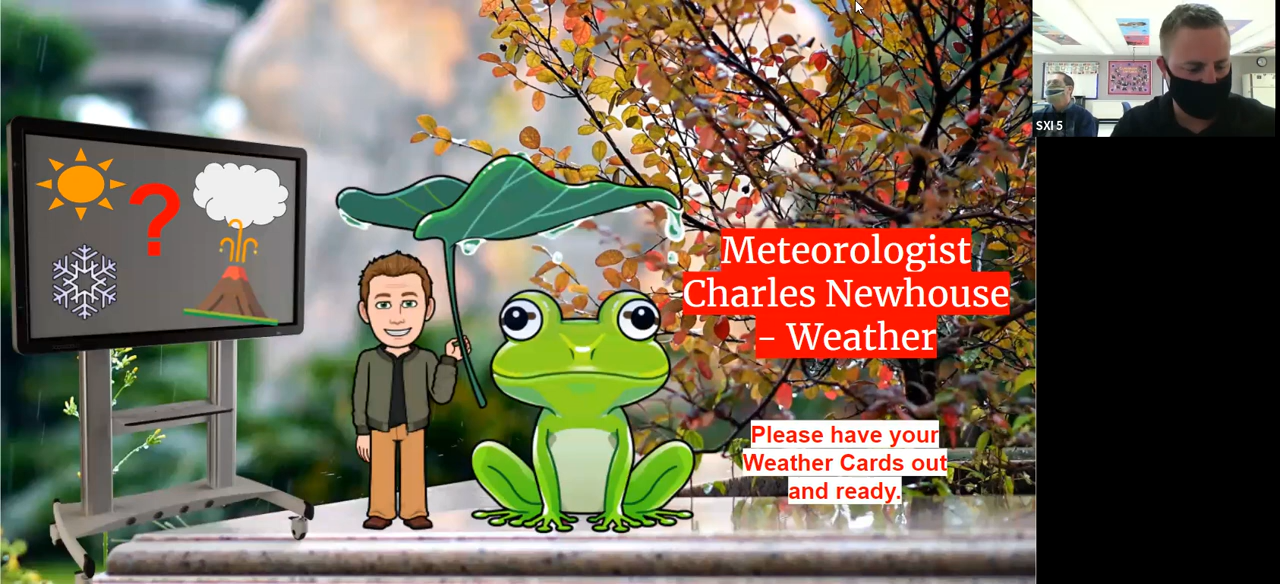 ?
Meteorologist
Charles Newhouse
- Weather
Please have your
Weather Cards out
and ready.
SXI 5